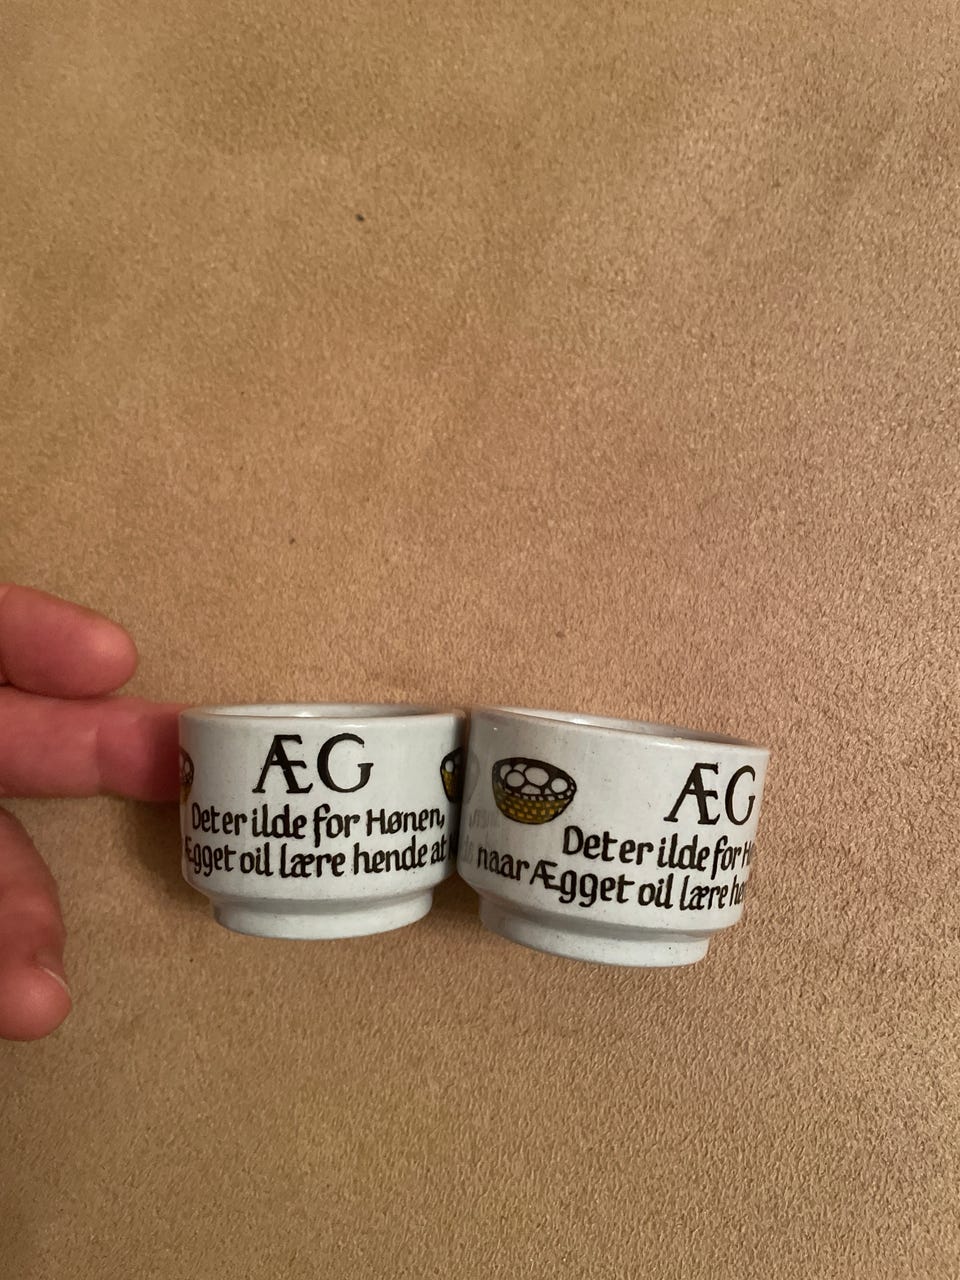 ÆG
Det er ilde for Hønen,
Ægget vil lære hende at
ÆG
Det er ilde for
naar Ægget vil lære